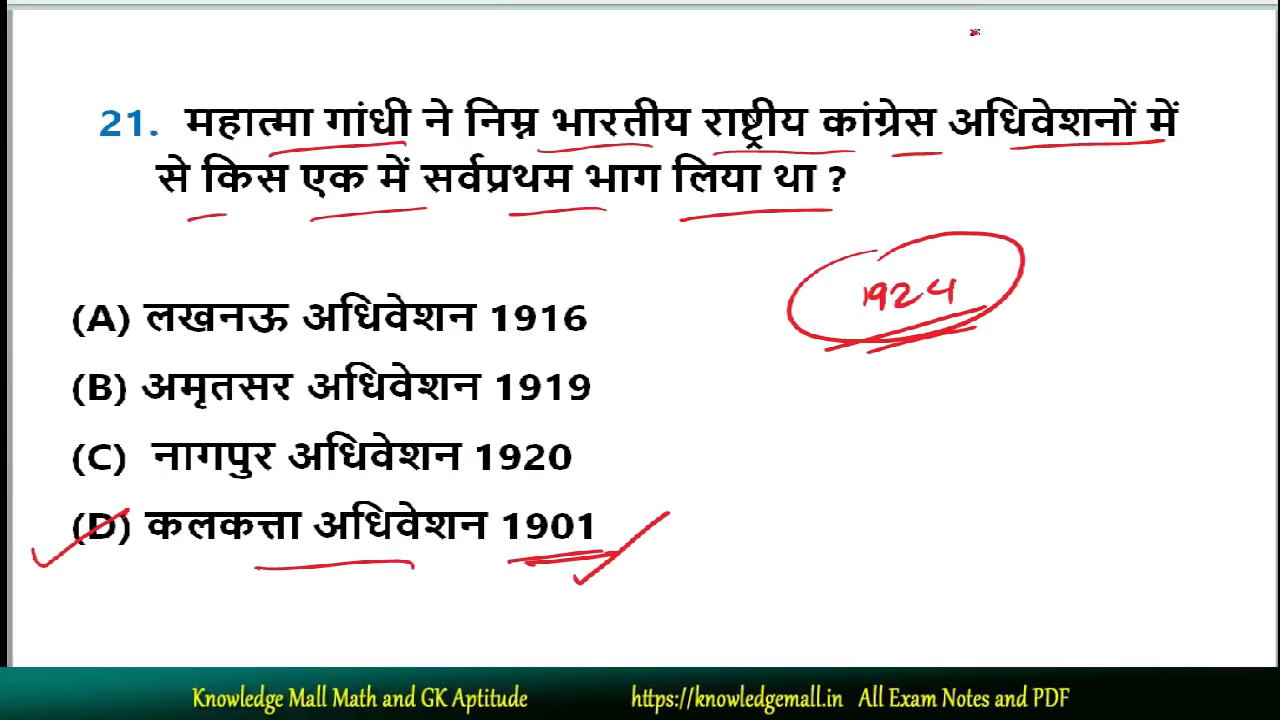 21. महात्मा गांधी ने निम्न भारतीय राष्ट्रीय कांग्रेस अधिवेशनों में
से किस एक में सर्वप्रथम भाग लिया था ?
1924
(A) लखनऊ अधिवेशन 1916
(B) अमृतसर अधिवेशन 1919
(C) नागपुर अधिवेशन 1920
(D) कलकत्ता अधिवेशन 1901
Knowledge Mall Math and GK Aptitude https://knowledgemall.in All Exam Notes and PDF